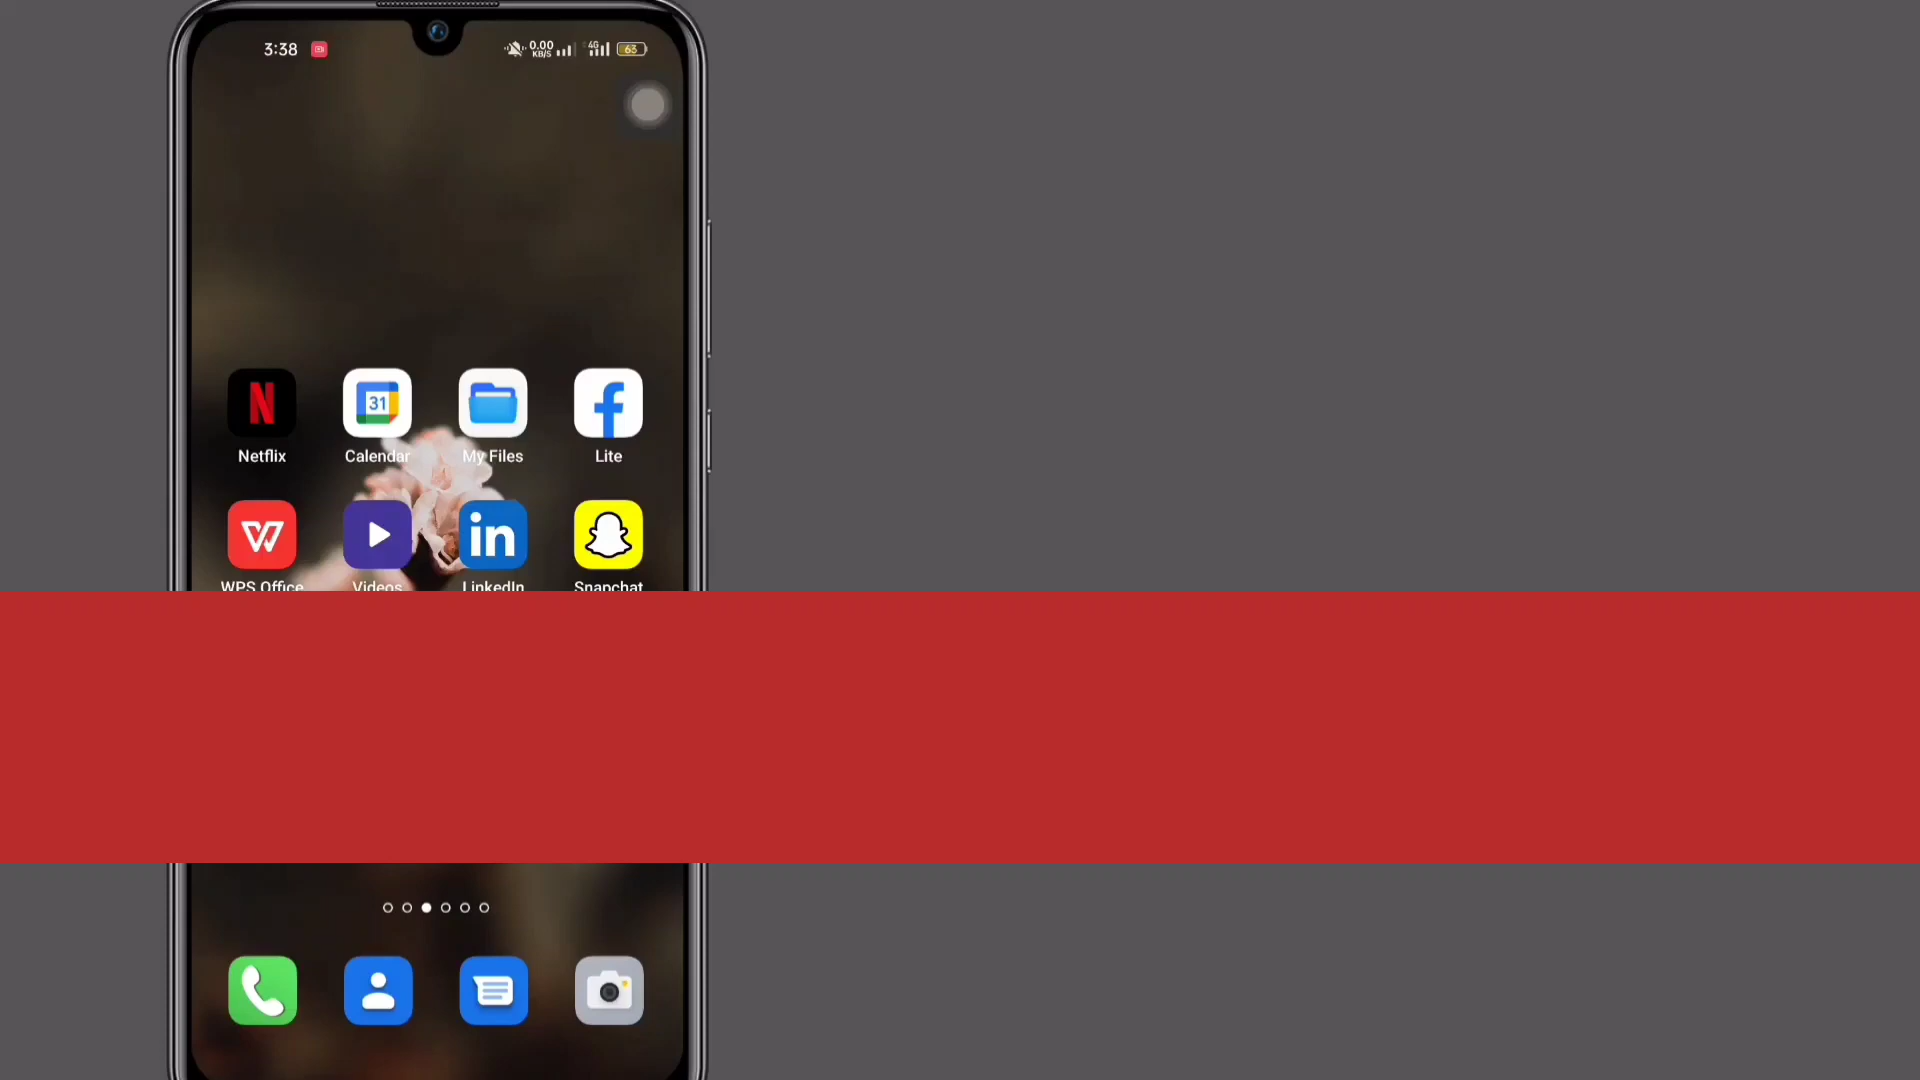 3:38 0.00 KB/S 4G 63
Netflix Calendar My Files Lite
31
WPS Office Videos LinkedIn Snapchat
in